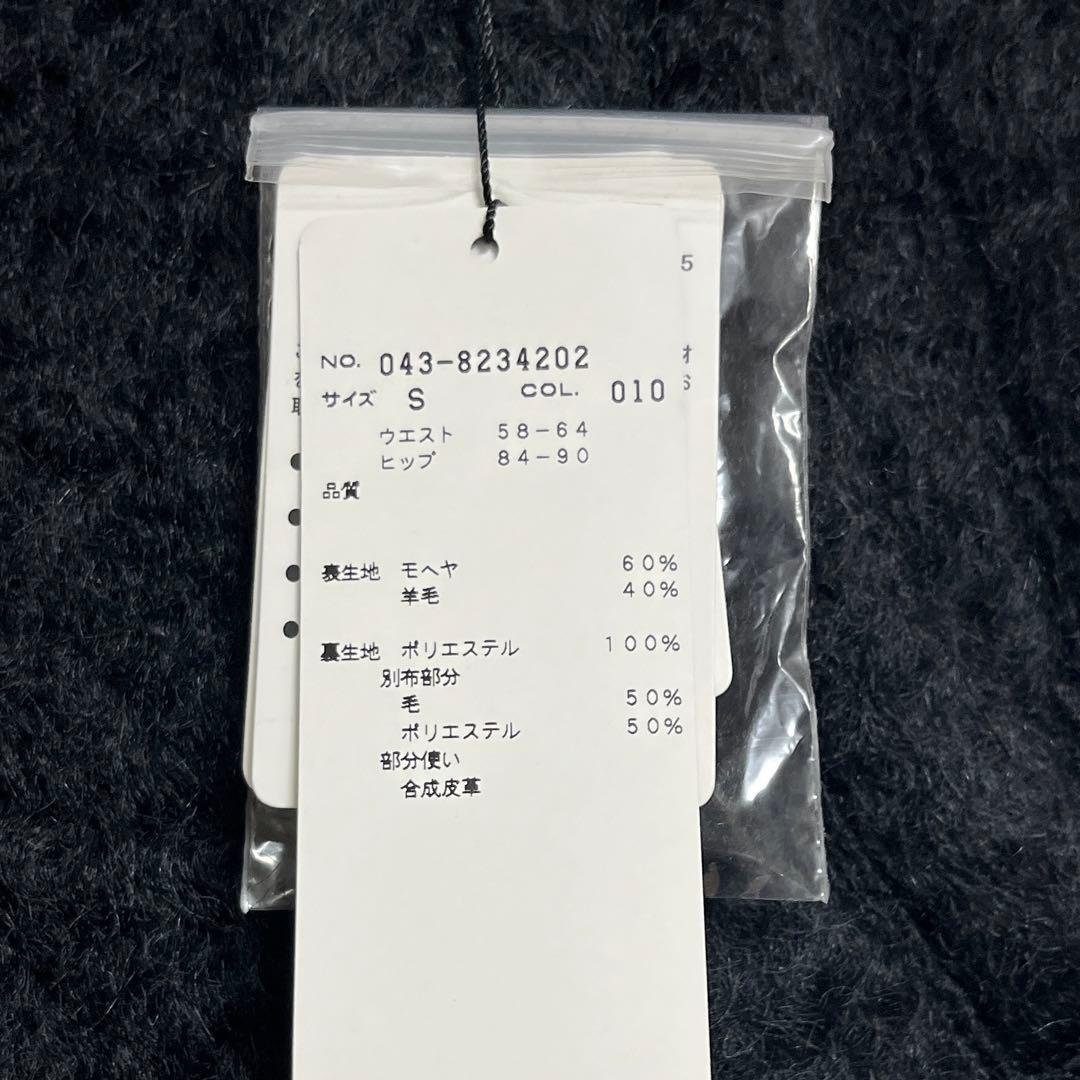 NO. 043-8234202
サイズ S COL. 010
ウエスト 58-64
ヒップ 84-90
品質
表生地 モヘヤ 60%
羊毛 40%
裏生地 ポリエステル 100%
別布部分
毛 50%
ポリエステル 50%
部分使い
合成皮革
5
オ